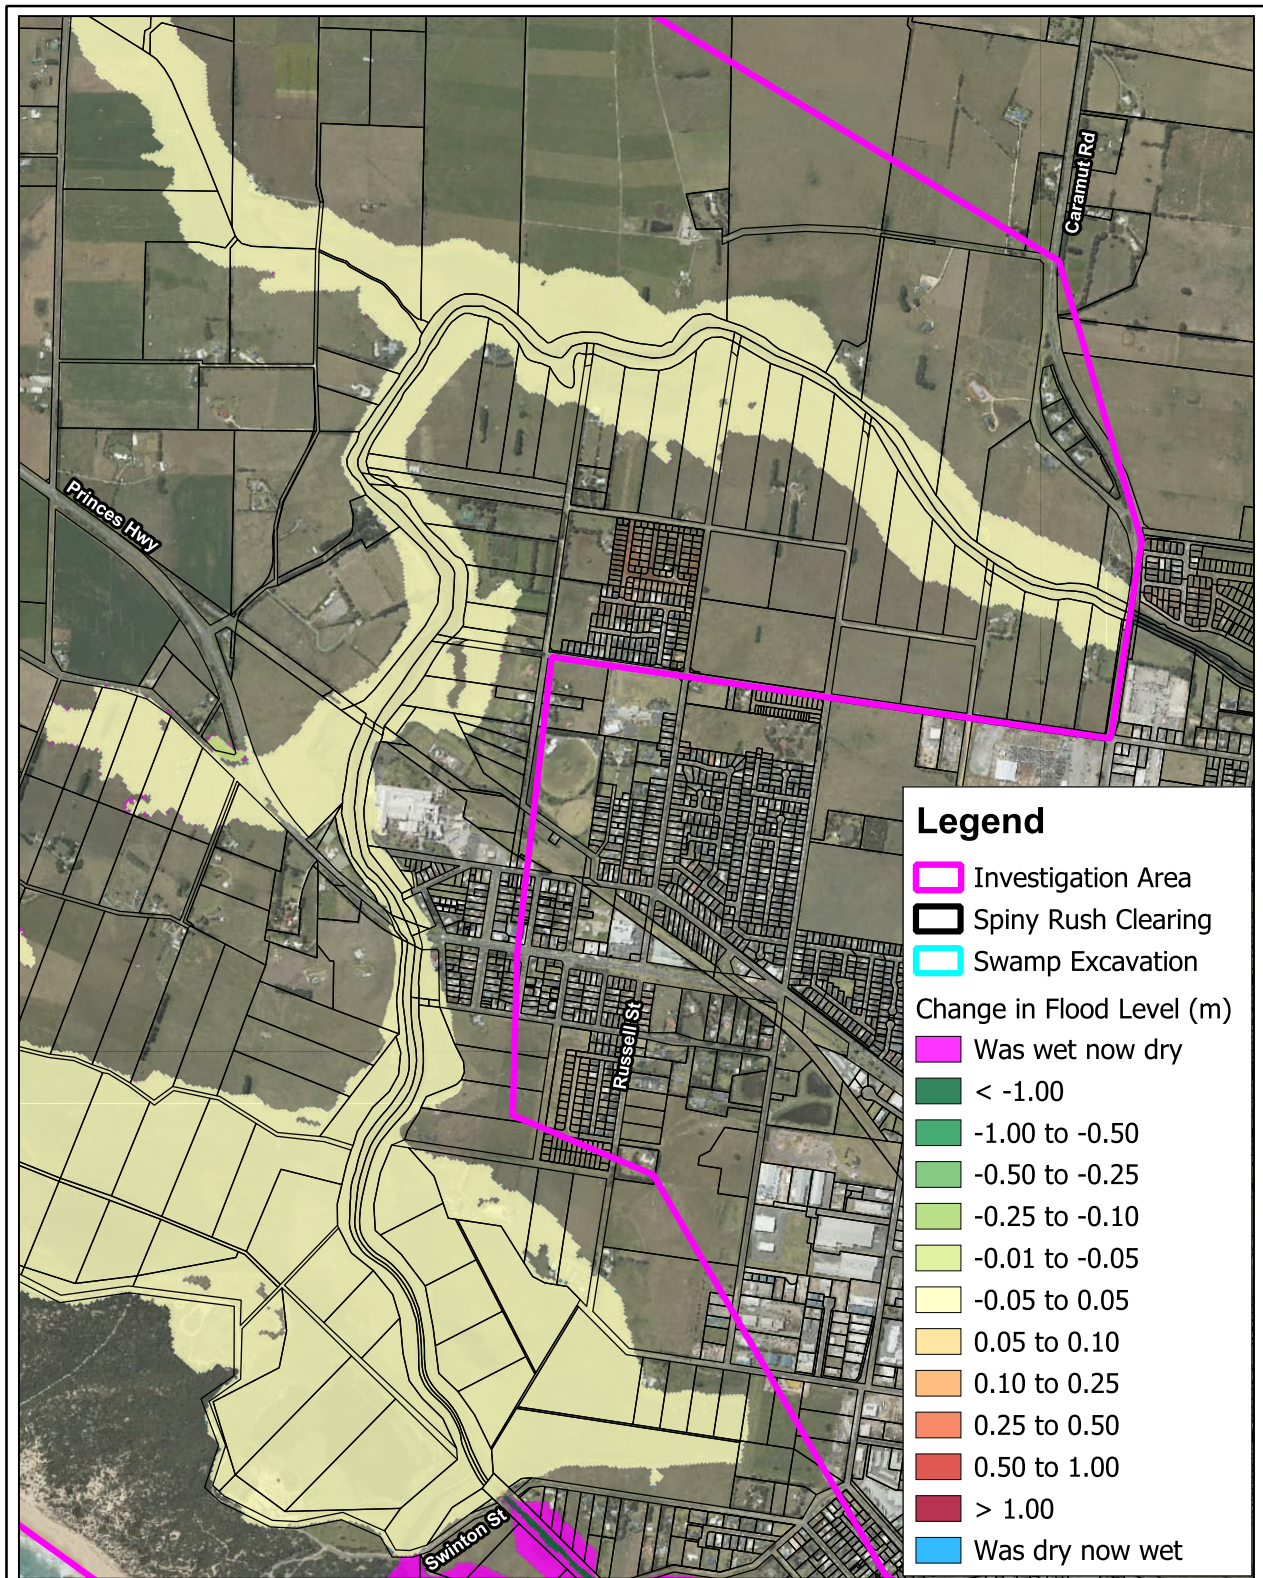 Caramut Rd
Princes Hwy
Russell St
Swinton St
Legend
Investigation Area
Spiny Rush Clearing
Swamp Excavation
Change in Flood Level (m)
Was wet now dry
< -1.00
-1.00 to -0.50
-0.50 to -0.25
-0.25 to -0.10
-0.01 to -0.05
-0.05 to 0.05
0.05 to 0.10
0.10 to 0.25
0.25 to 0.50
0.50 to 1.00
> 1.00
Was dry now wet